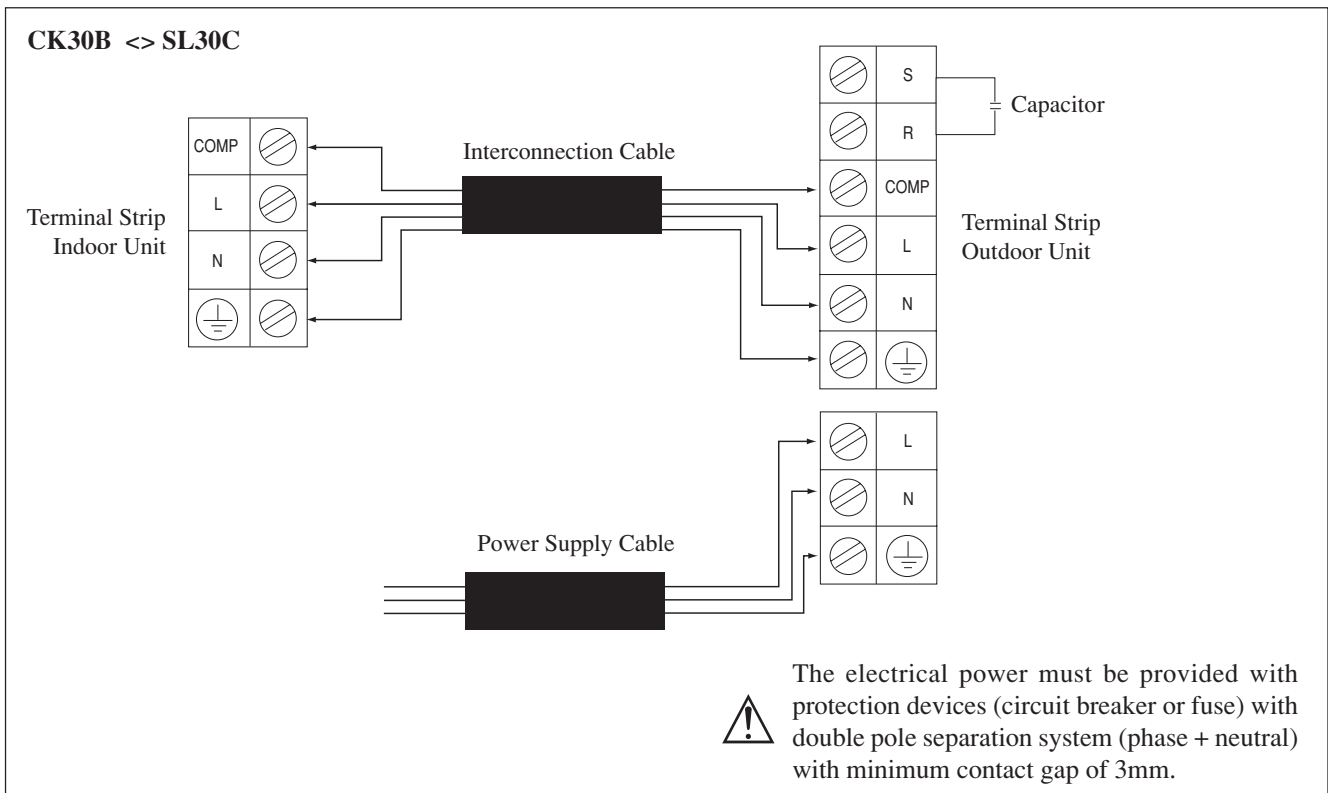 CK30B <> SL30C
Terminal Strip
Indoor Unit
COMP
L
N
Interconnection Cable
S
R
COMP
L
N
Capacitor
Terminal Strip
Outdoor Unit
L
N
Power Supply Cable
The electrical power must be provided with
protection devices (circuit breaker or fuse) with
double pole separation system (phase + neutral)
with minimum contact gap of 3mm.